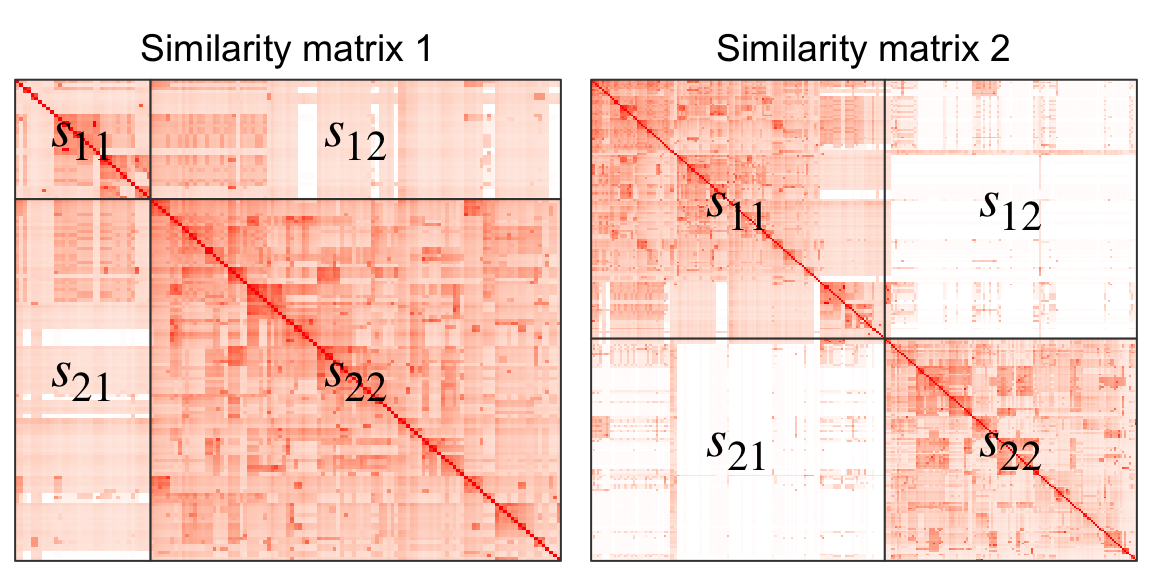 Similarity matrix 1
Similarity matrix 2
s11
s12
s21
s22
s11
s12
s21
s22